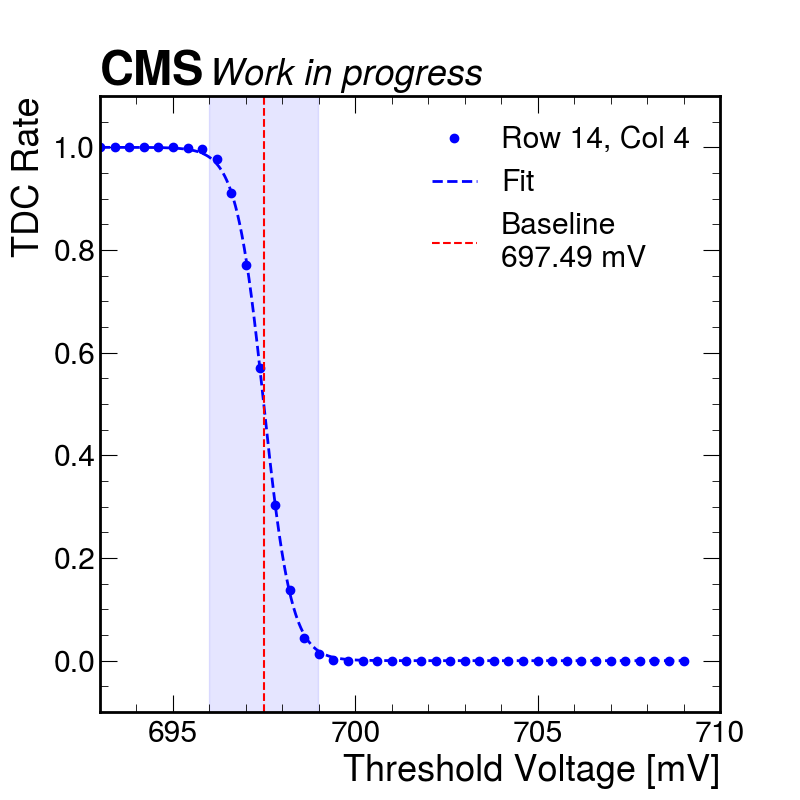 CMS Work in progress
TDC Rate
1.0
0.8
0.6
0.4
0.2
0.0
Row 14, Col 4
Fit
Baseline
697.49 mV
695
700
705
710
Threshold Voltage [mV]